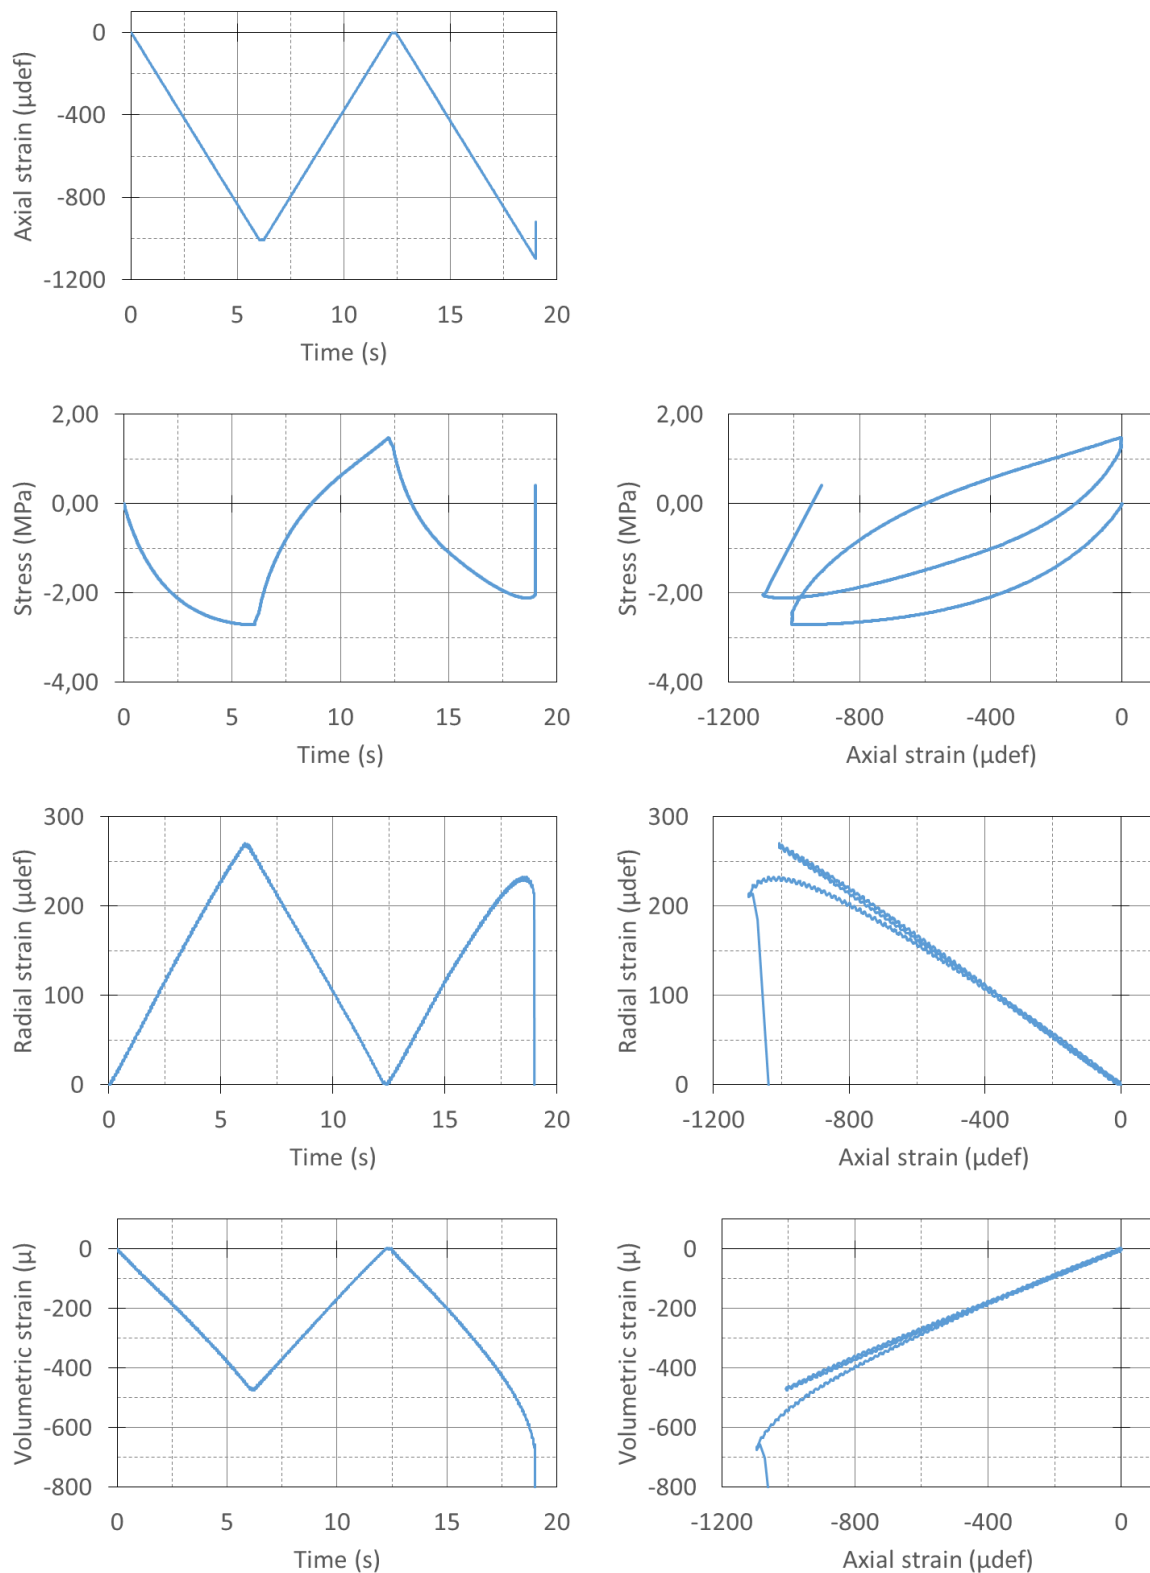 Axial strain (µdef)
0
-400
-800
-1200
0 5 10 15 20
Time (s)
Stress (MPa)
2,00
0,00
-2,00
-4,00
0 5 10 15 20
Time (s)
Stress (MPa)
2,00
0,00
-2,00
-4,00
-1200 -800 -400 0
Axial strain (µdef)
Radial strain (µdef)
300
200
100
0
0 5 10 15 20
Time (s)
Radial strain (µdef)
300
200
100
0
-1200 -800 -400 0
Axial strain (µdef)
Volumetric strain (µ)
0
-200
-400
-600
-800
0 5 10 15 20
Time (s)
Volumetric strain (µ)
0
-200
-400
-600
-800
-1200 -800 -400 0
Axial strain (µdef)